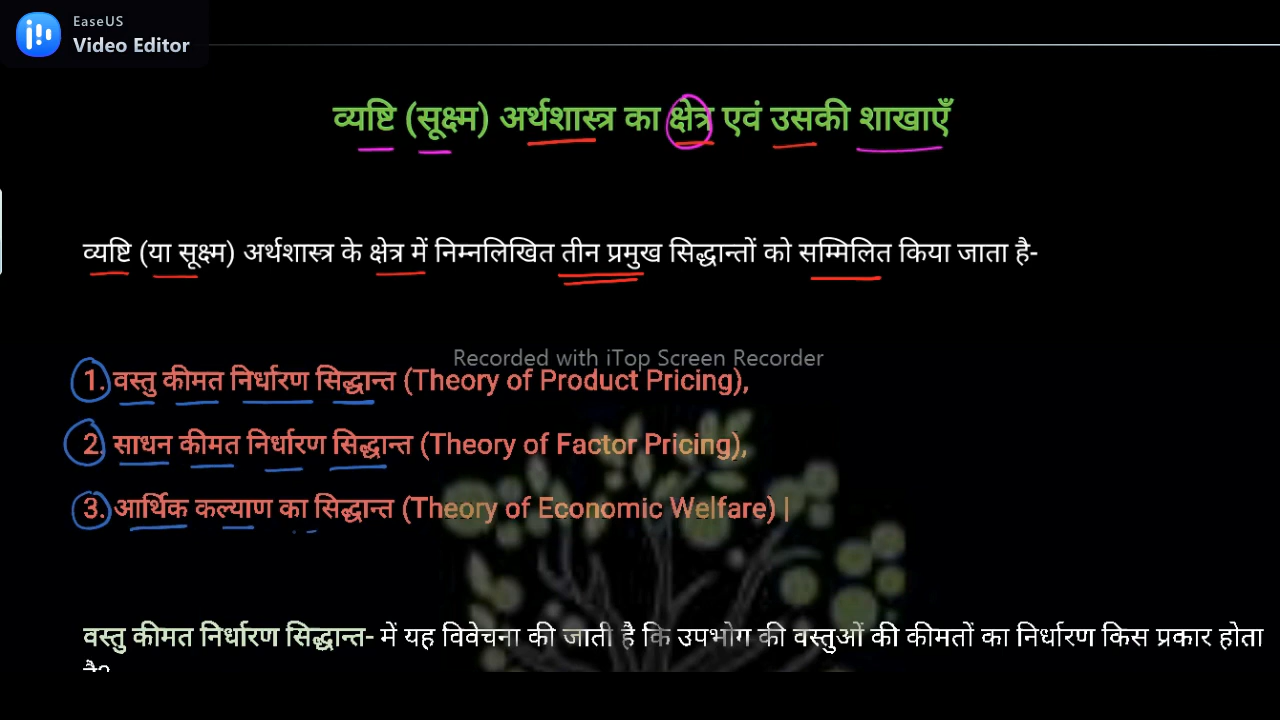 EaseUS
Video Editor
व्यष्टि (सूक्ष्म) अर्थशास्त्र का क्षेत्र एवं उसकी शाखाएँ
व्यष्टि (या सूक्ष्म) अर्थशास्त्र के क्षेत्र में निम्नलिखित तीन प्रमुख सिद्धान्तों को सम्मिलित किया जाता है-
Recorded with iTop Screen Recorder
1. वस्तु कीमत निर्धारण सिद्धान्त (Theory of Product Pricing),
2. साधन कीमत निर्धारण सिद्धान्त (Theory of Factor Pricing),
3. आर्थिक कल्याण का सिद्धान्त (Theory of Economic Welfare) |
वस्तु कीमत निर्धारण सिद्धान्त- में यह विवेचना की जाती है कि उपभोग की वस्तुओं की कीमतों का निर्धारण किस प्रकार होता